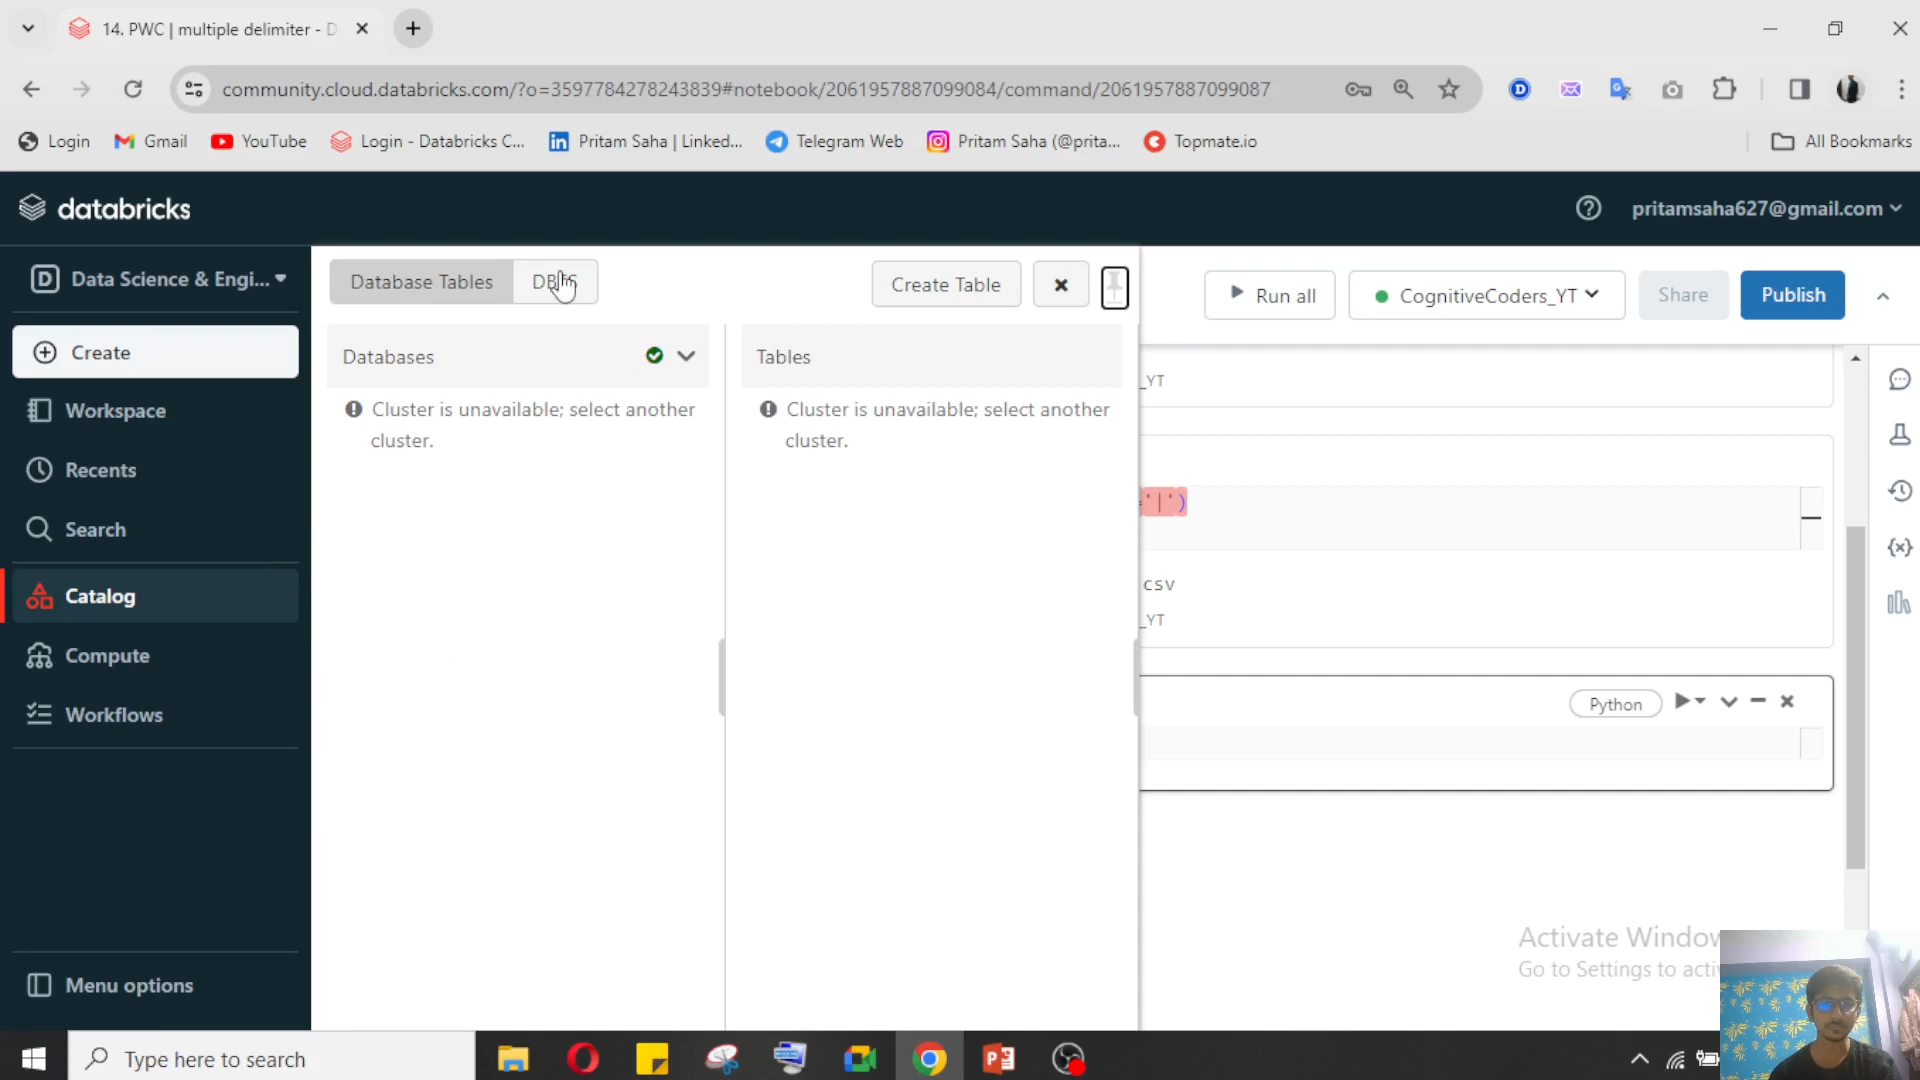 14. PWC | multiple delimiter - D
community.cloud.databricks.com/?o=3597784278243839#notebook/2061957887099084/command/2061957887099087
Login
Gmail
YouTube
Login - Databricks C...
Pritam Saha | Linked...
Telegram Web
Pritam Saha (@prita...
Topmate.io
All Bookmarks
databricks
pritamsaha627@gmail.com
Data Science & Engi...
Database Tables
Create Table
Run all
CognitiveCoders_YT
Share
Publish
Create
Databases
Tables
Workspace
Cluster is unavailable; select another
cluster.
Cluster is unavailable; select another
cluster.
_YT
Recents
='|')
Search
csv
Catalog
_YT
Compute
Python
Workflows
Activate Window
Go to Settings to acti
Menu options
Type here to search